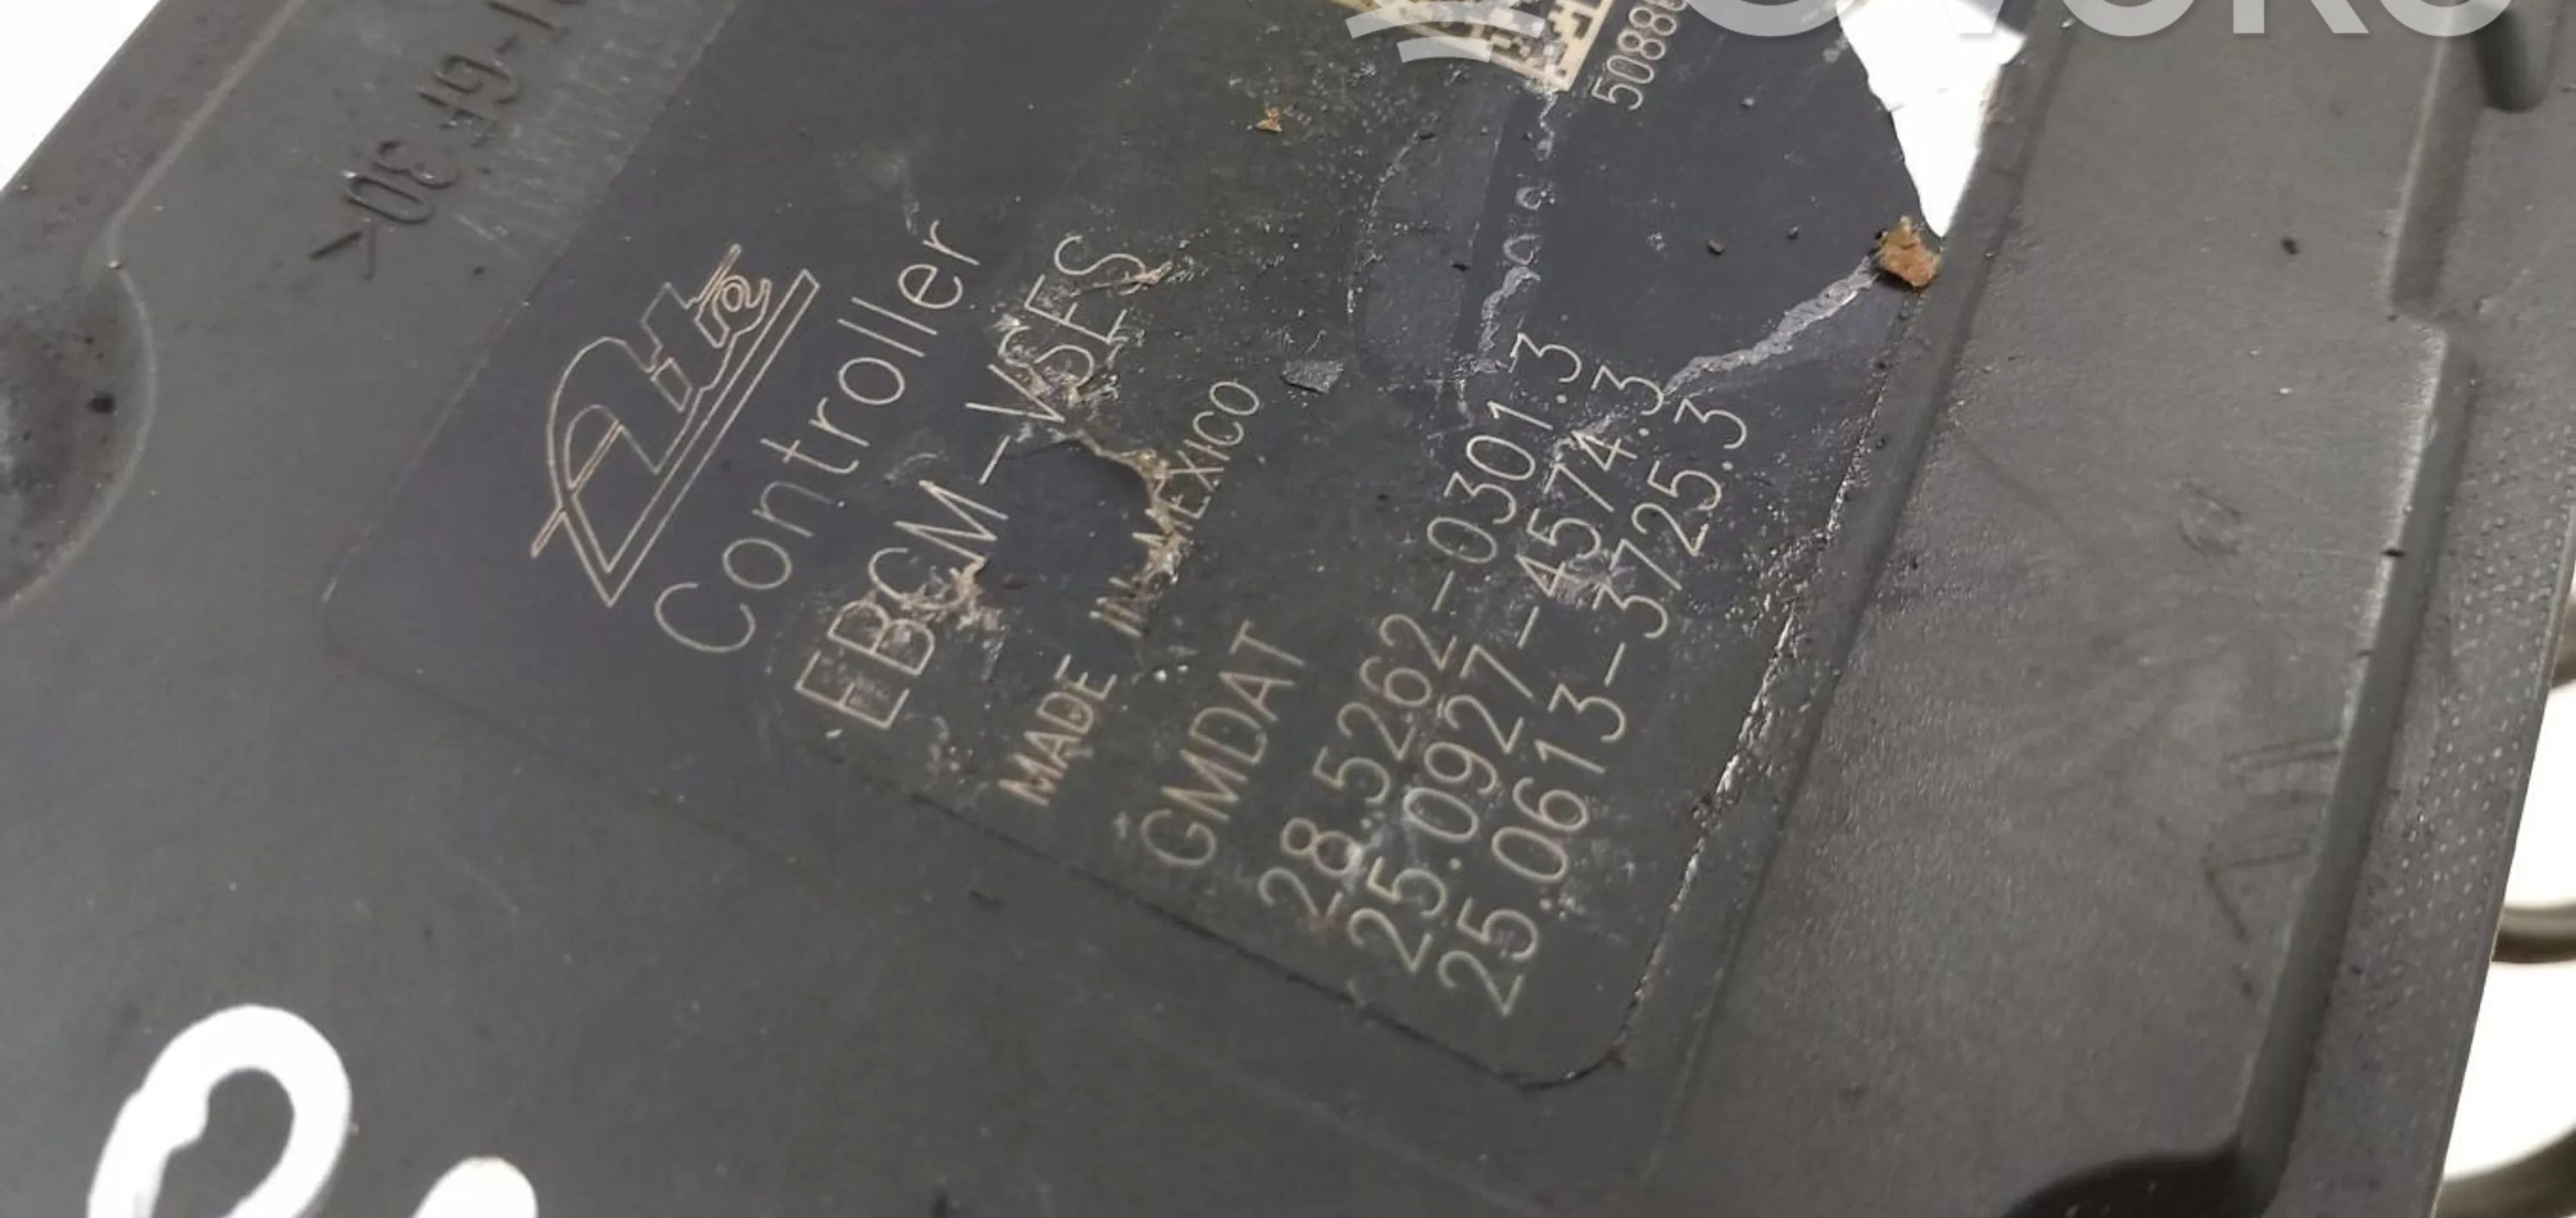 Ate
Controller
EBCM-VSES
MADE IN MEXICO
GMDAT
28.5262-0301.3
25.0927-4574.3
25.0613-3725.3